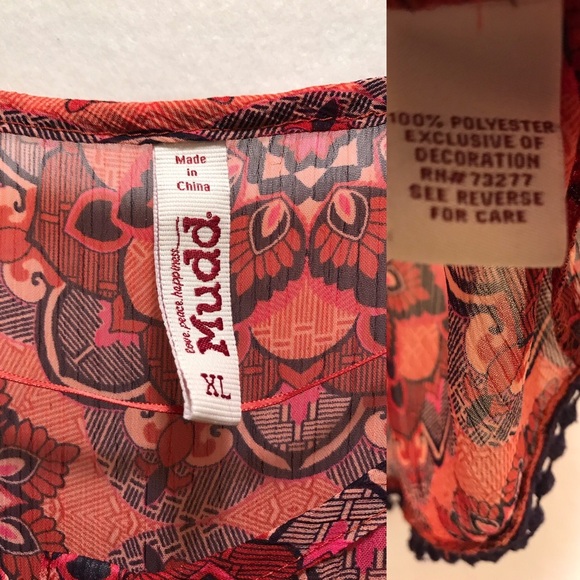 Made in
China
love.peace.happiness.
Mudd
XL
100% POLYESTER
EXCLUSIVE OF
DECORATION
RN# 73277
SEE REVERSE
FOR CARE